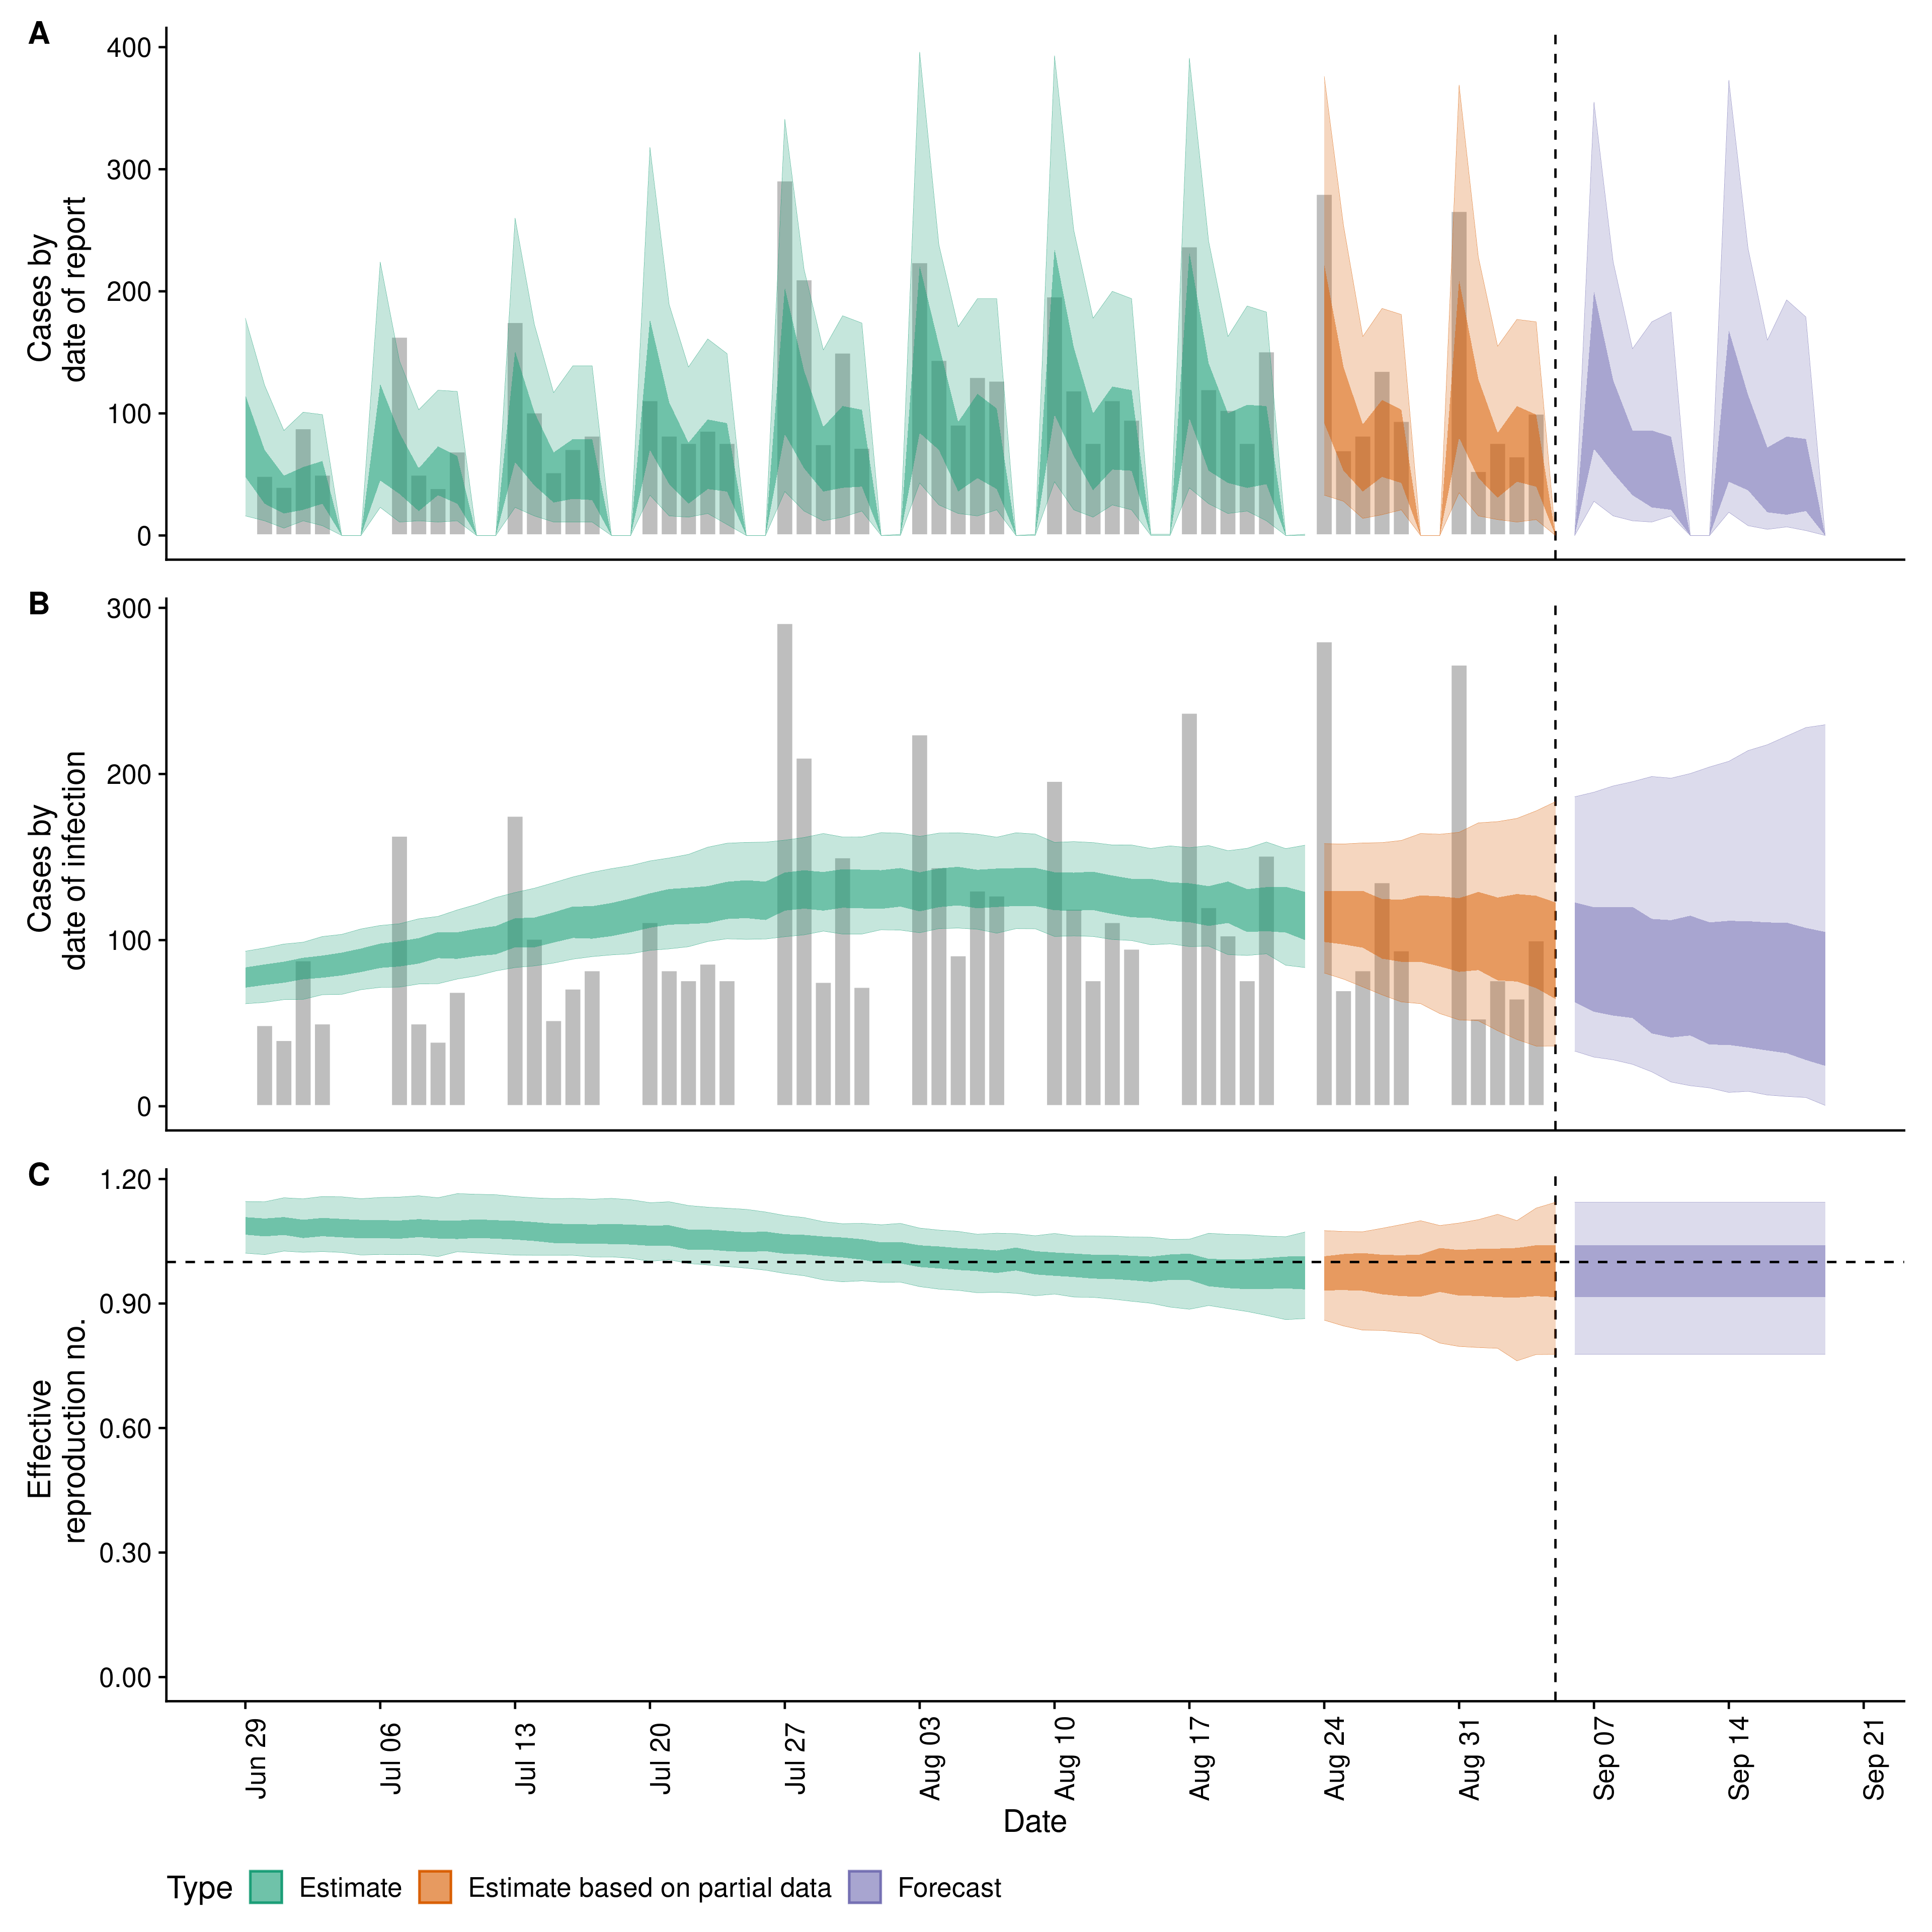 A
Cases by
date of report
400
300
200
100
0
B
Cases by
date of infection
300
200
100
0
C
Effective
reproduction no.
1.20
0.90
0.60
0.30
0.00
Jun 29
Jul 06
Jul 13
Jul 20
Jul 27
Aug 03
Aug 10
Aug 17
Aug 24
Aug 31
Sep 07
Sep 14
Sep 21
Date
Type Estimate Estimate based on partial data Forecast